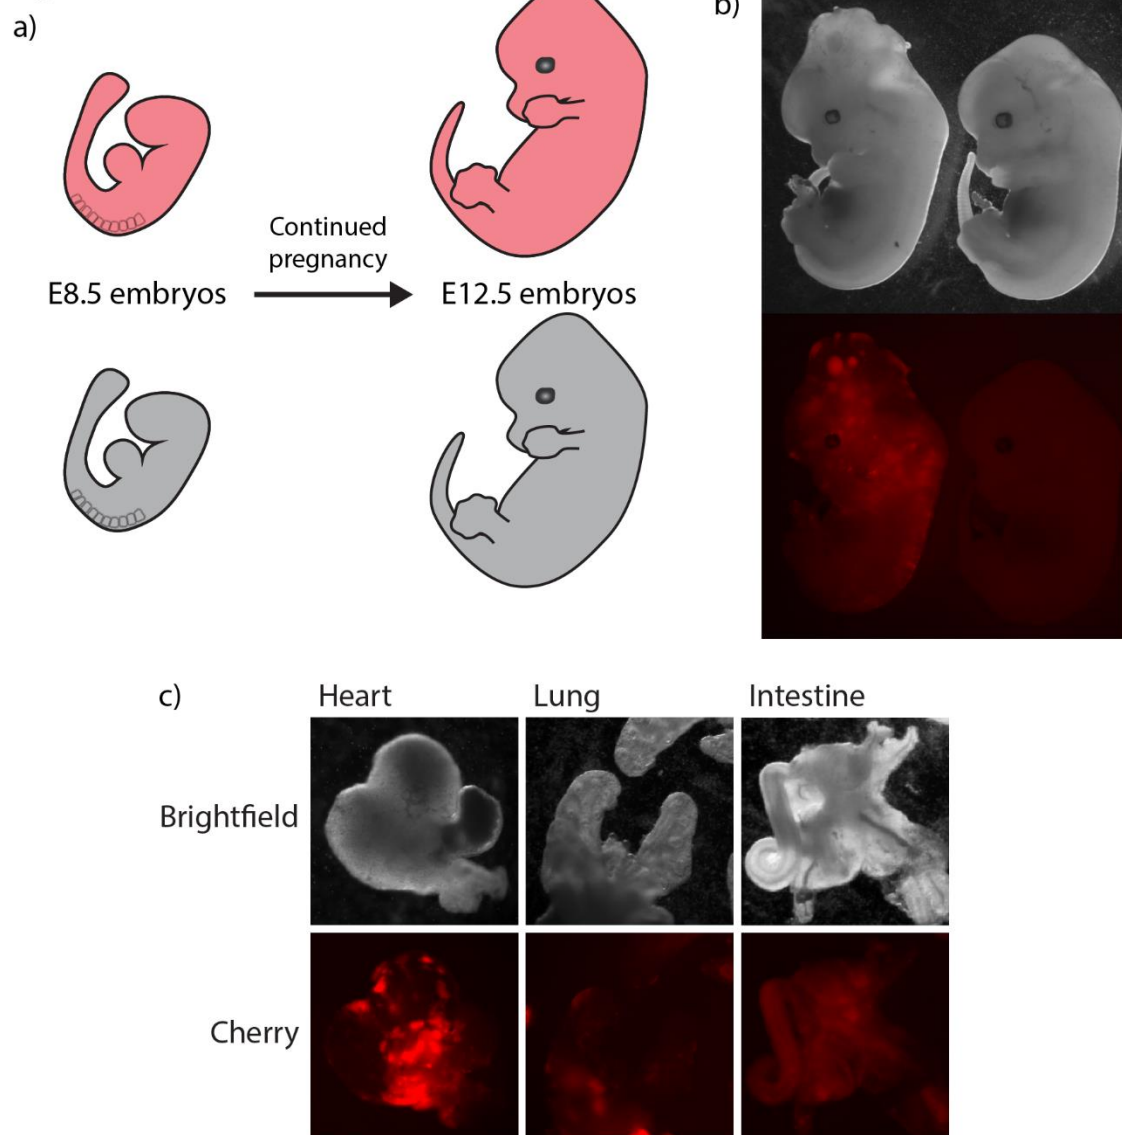 a)
b)
Continued
pregnancy
E8.5 embryos
E12.5 embryos
c)
Heart
Lung
Intestine
Brightfield
Cherry